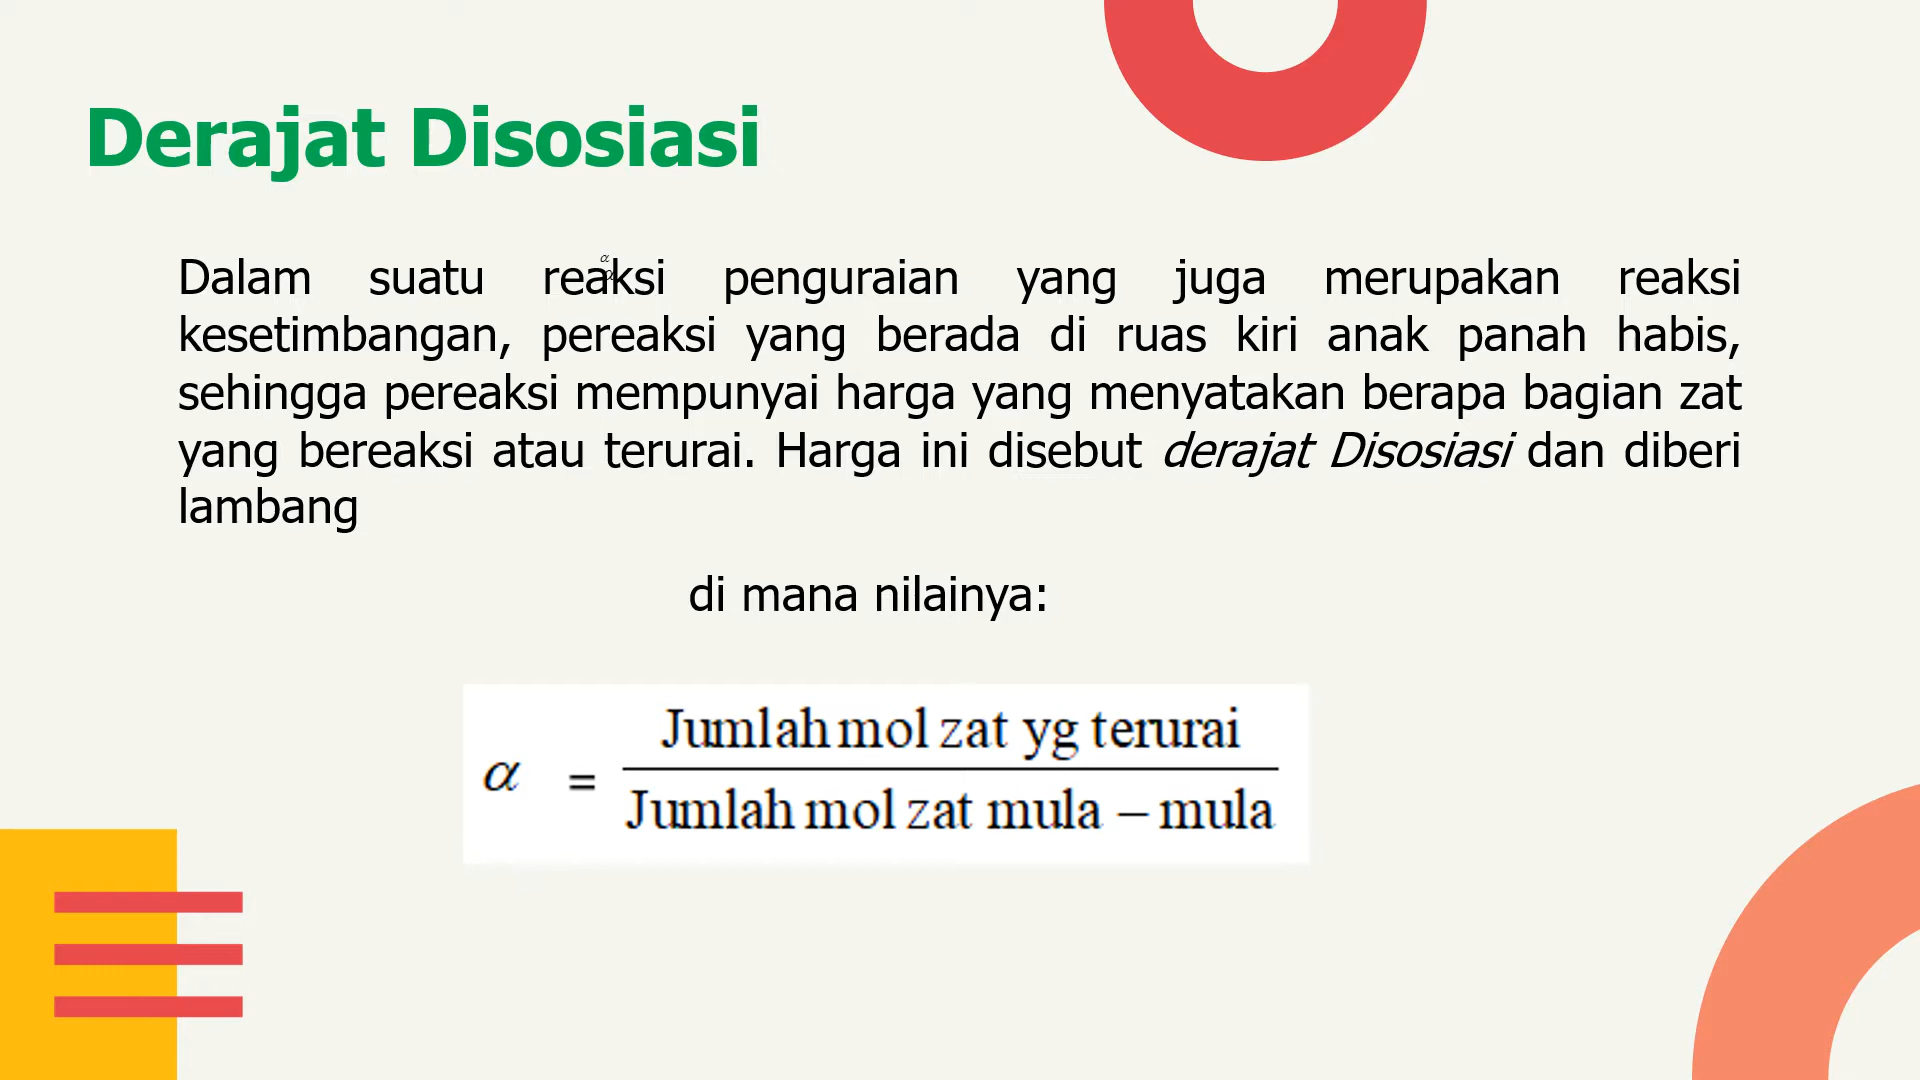 Derajat Disosiasi
α
α
Dalam suatu reaksi penguraian yang juga merupakan reaksi
kesetimbangan, pereaksi yang berada di ruas kiri anak panah habis,
sehingga pereaksi mempunyai harga yang menyatakan berapa bagian zat
yang bereaksi atau terurai. Harga ini disebut derajat Disosiasi dan diberi
lambang
di mana nilainya:
Jumlah mol zat yg terurai
α =
Jumlah mol zat mula – mula